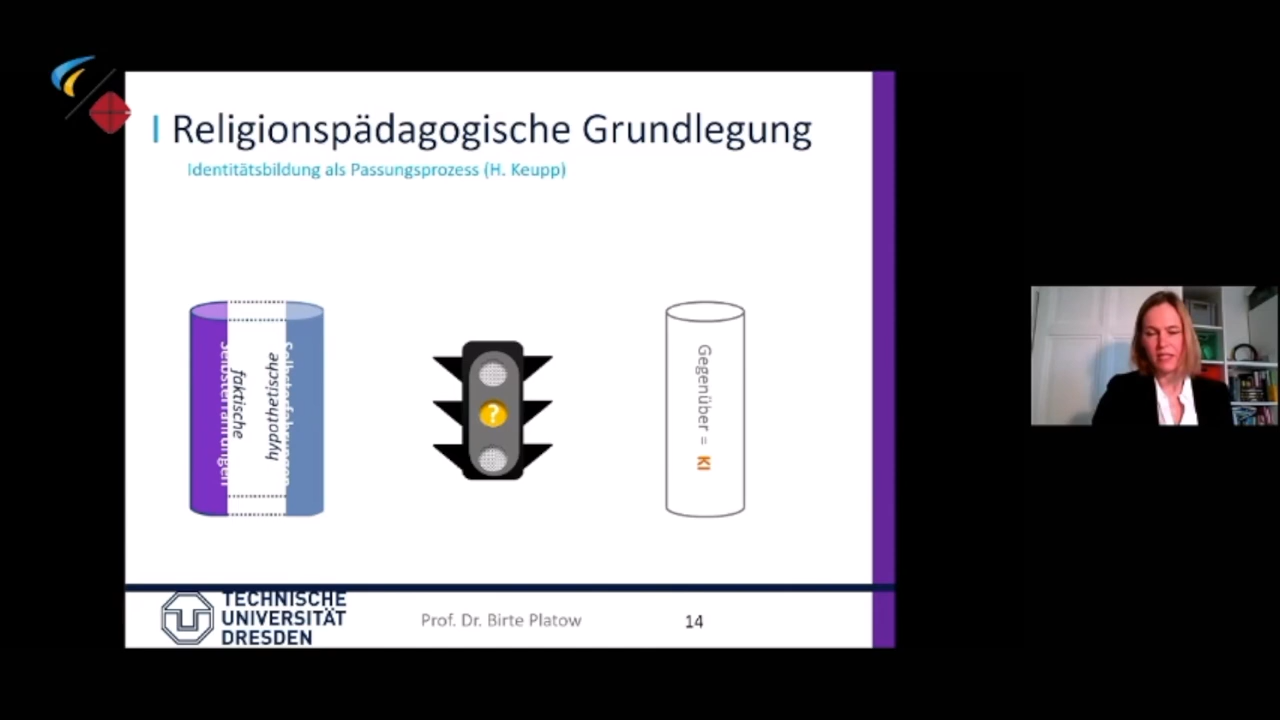 I Religionspädagogische Grundlegung
Identitätsbildung als Passungsprozess (H. Keupp)
Selbsterfahrungen
faktische
hypothetische
Selbsterfahrungen
?
Gegenüber = KI
TECHNISCHE
UNIVERSITÄT
DRESDEN
Prof. Dr. Birte Platow
14